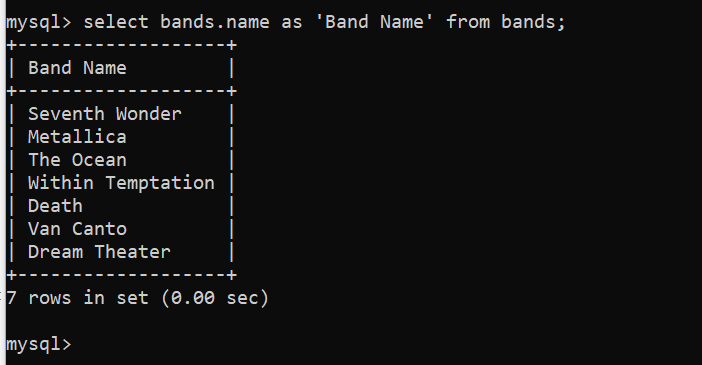 mysql> select bands.name as 'Band Name' from bands;
+-------------------+
| Band Name         |
+-------------------+
| Seventh Wonder    |
| Metallica         |
| The Ocean         |
| Within Temptation |
| Death             |
| Van Canto         |
| Dream Theater     |
+-------------------+
7 rows in set (0.00 sec)
mysql>